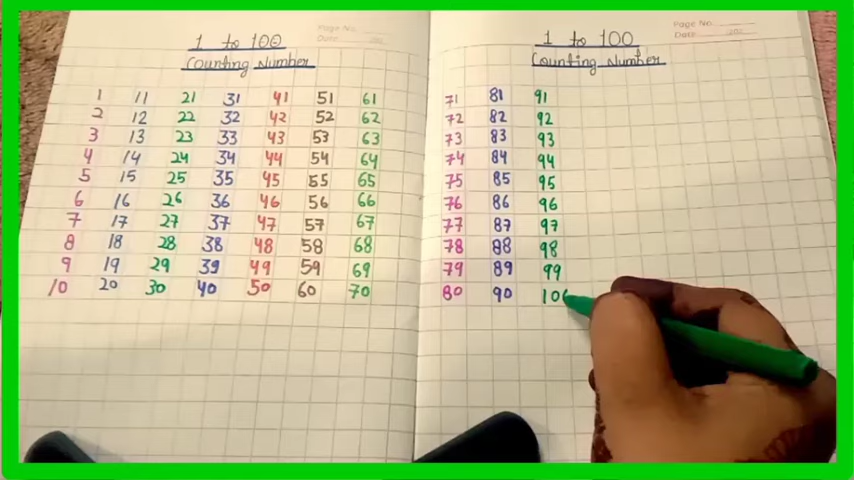 Page No.
Date
1 to 100
Counting Number
1 11 21 31 41 51 61
2 12 22 32 42 52 62
3 13 23 33 43 53 63
4 14 24 34 44 54 64
5 15 25 35 45 55 65
6 16 26 36 46 56 66
7 17 27 37 47 57 67
8 18 28 38 48 58 68
9 19 29 39 49 59 69
10 20 30 40 50 60 70
Page No.
Date
1 to 100
Counting Number
71 81 91
72 82 92
73 83 93
74 84 94
75 85 95
76 86 96
77 87 97
78 88 98
79 89 99
80 90 100